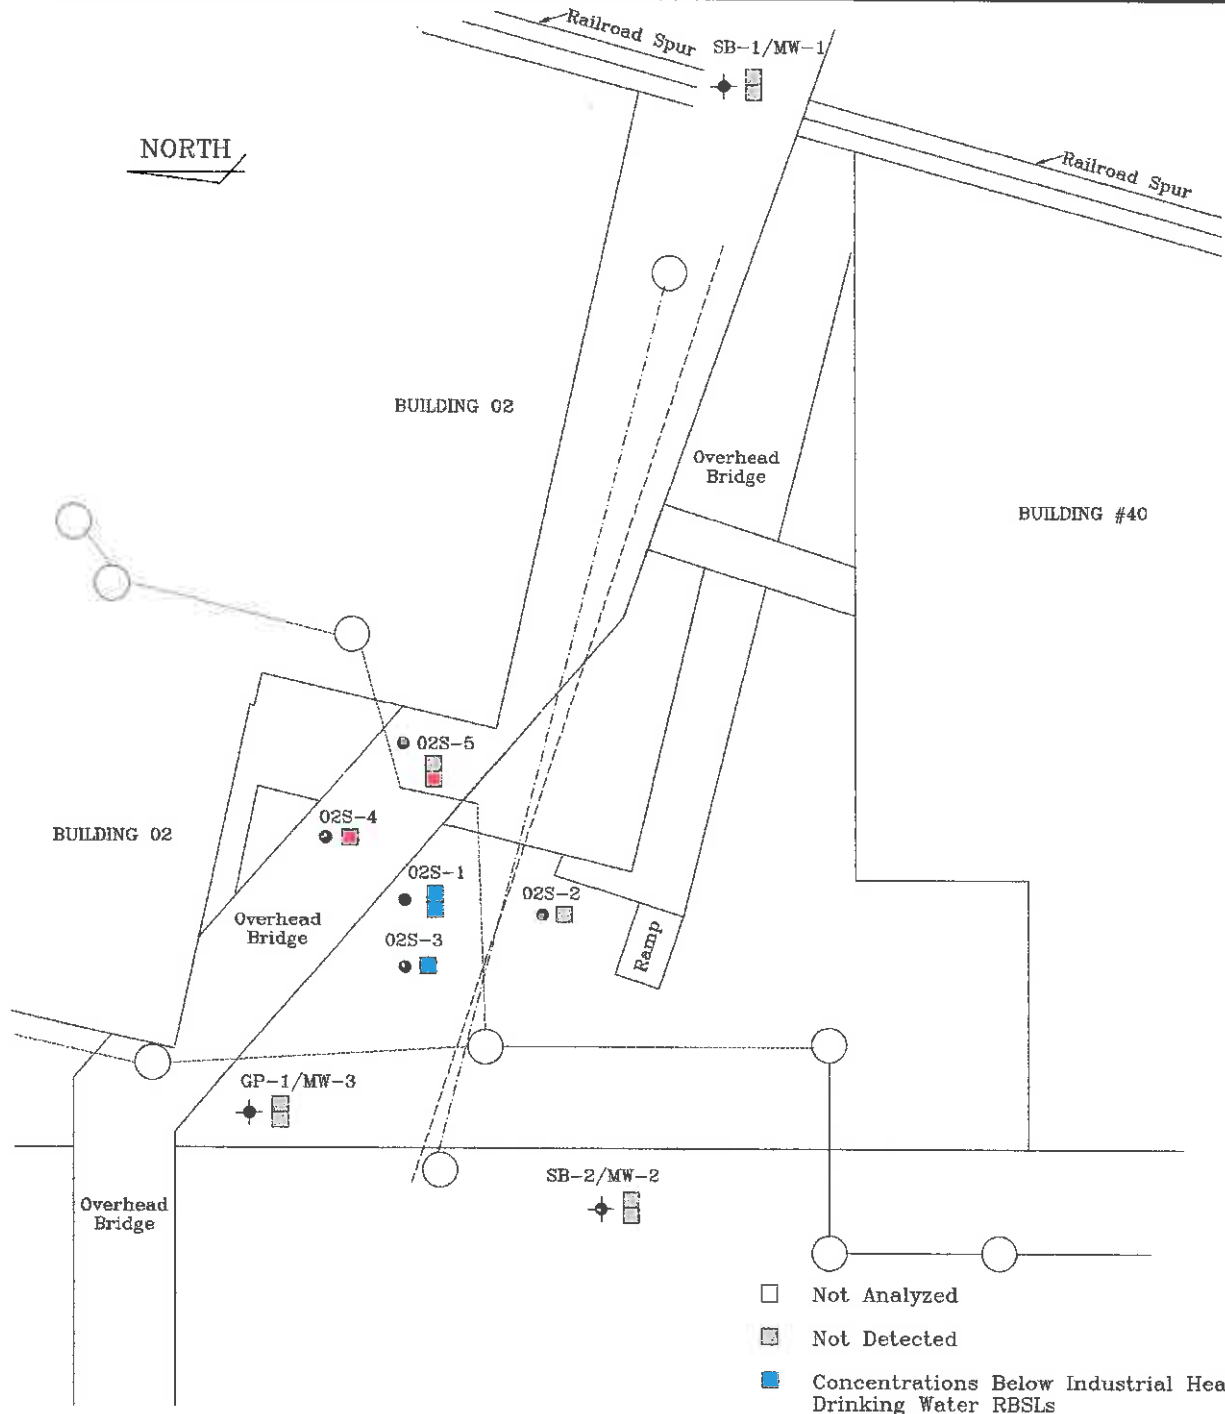 Railroad Spur
SB-1/MW-1
NORTH
Railroad Spur
BUILDING 02
Overhead
Bridge
BUILDING #40
02S-5
02S-4
BUILDING 02
02S-1
02S-2
Overhead
Bridge
02S-3
Ramp
GP-1/MW-3
SB-2/MW-2
Overhead
Bridge
Not Analyzed
Not Detected
Concentrations Below Industrial Hea
Drinking Water RBSLs